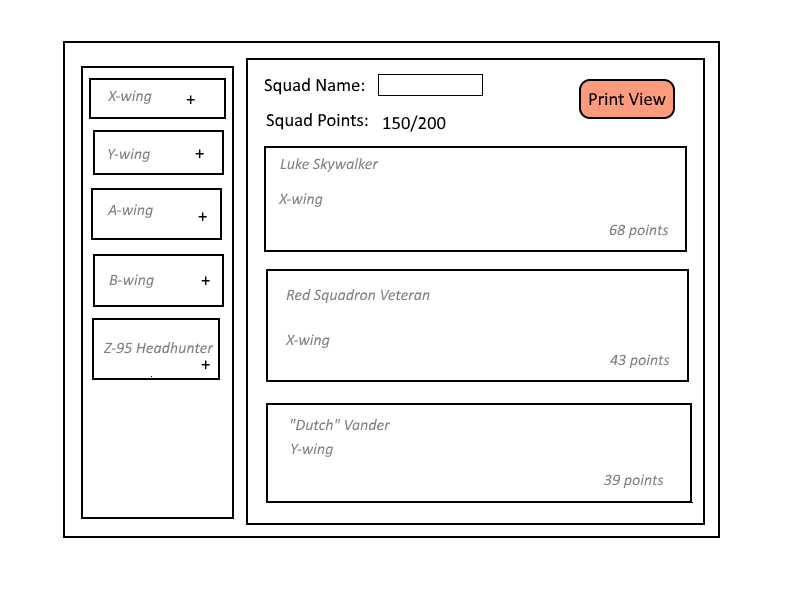 X-wing +
Y-wing +
A-wing +
B-wing +
Z-95 Headhunter
+
Squad Name:
Print View
Squad Points: 150/200
Luke Skywalker
X-wing
68 points
Red Squadron Veteran
X-wing
43 points
"Dutch" Vander
Y-wing
39 points